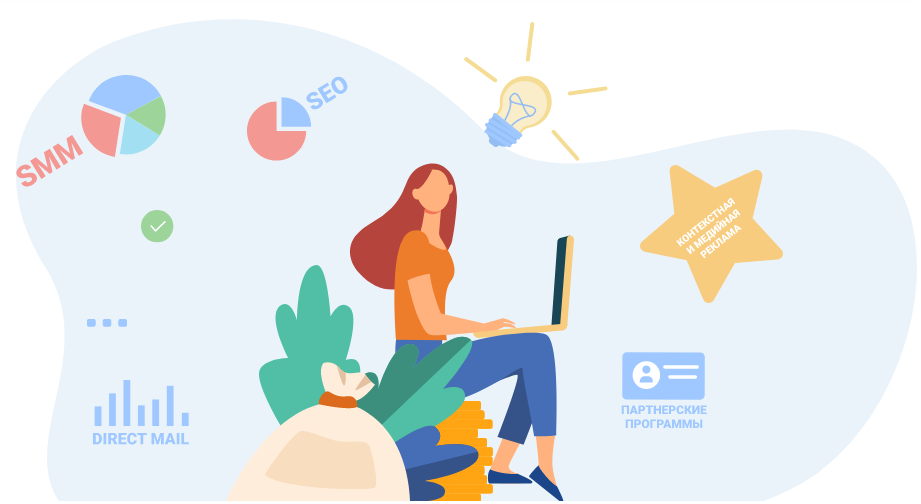 SMM
SEO
КОНТЕКСТНАЯ
И МЕДИЙНАЯ
РЕКЛАМА
DIRECT MAIL
ПАРТНЕРСКИЕ
ПРОГРАММЫ